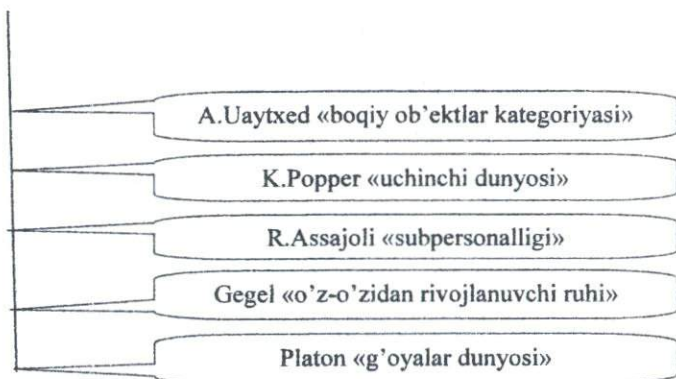 A.Uaytxed «boqiy ob’ektlar kategoriyasi»
K.Popper «uchinchi dunyosi»
R.Assajoli «subpersonalligi»
Gegel «o’z-o’zidan rivojlanuvchi ruhi»
Platon «g’oyalar dunyosi»